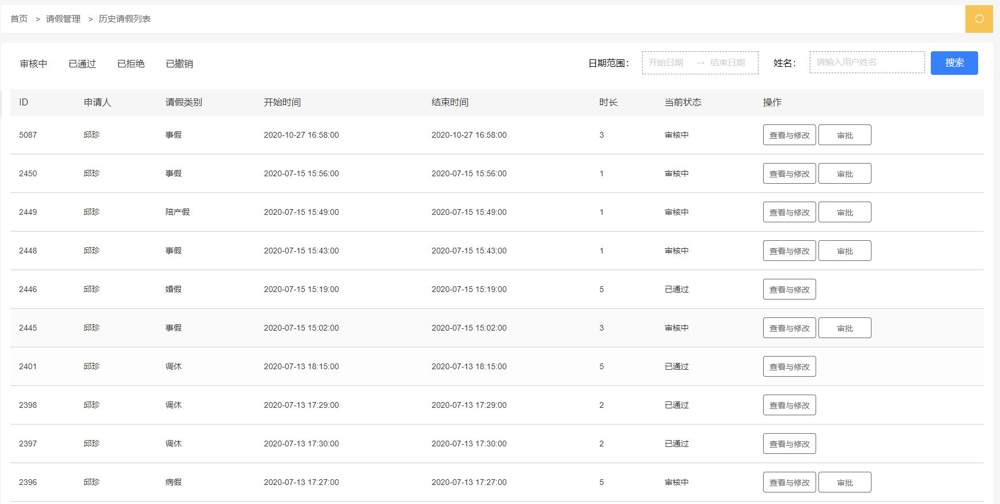 首页 > 请假管理 > 历史请假列表
审核中 已通过 已拒绝 已撤销 日期范围： 开始日期 → 结束日期 姓名： 请输入用户姓名 搜索
ID 申请人 请假类别 开始时间 结束时间 时长 当前状态 操作
5087 邱珍 事假 2020-10-27 16:58:00 2020-10-27 16:58:00 3 审核中 查看与修改 审批
2450 邱珍 事假 2020-07-15 15:56:00 2020-07-15 15:56:00 1 审核中 查看与修改 审批
2449 邱珍 陪产假 2020-07-15 15:49:00 2020-07-15 15:49:00 1 审核中 查看与修改 审批
2448 邱珍 事假 2020-07-15 15:43:00 2020-07-15 15:43:00 1 审核中 查看与修改 审批
2446 邱珍 婚假 2020-07-15 15:19:00 2020-07-15 15:19:00 5 已通过 查看与修改
2445 邱珍 事假 2020-07-15 15:02:00 2020-07-15 15:02:00 3 审核中 查看与修改 审批
2401 邱珍 调休 2020-07-13 18:15:00 2020-07-13 18:15:00 5 已通过 查看与修改
2398 邱珍 调休 2020-07-13 17:29:00 2020-07-13 17:29:00 2 已通过 查看与修改
2397 邱珍 调休 2020-07-13 17:30:00 2020-07-13 17:30:00 2 已通过 查看与修改
2396 邱珍 病假 2020-07-13 17:27:00 2020-07-13 17:27:00 5 审核中 查看与修改 审批